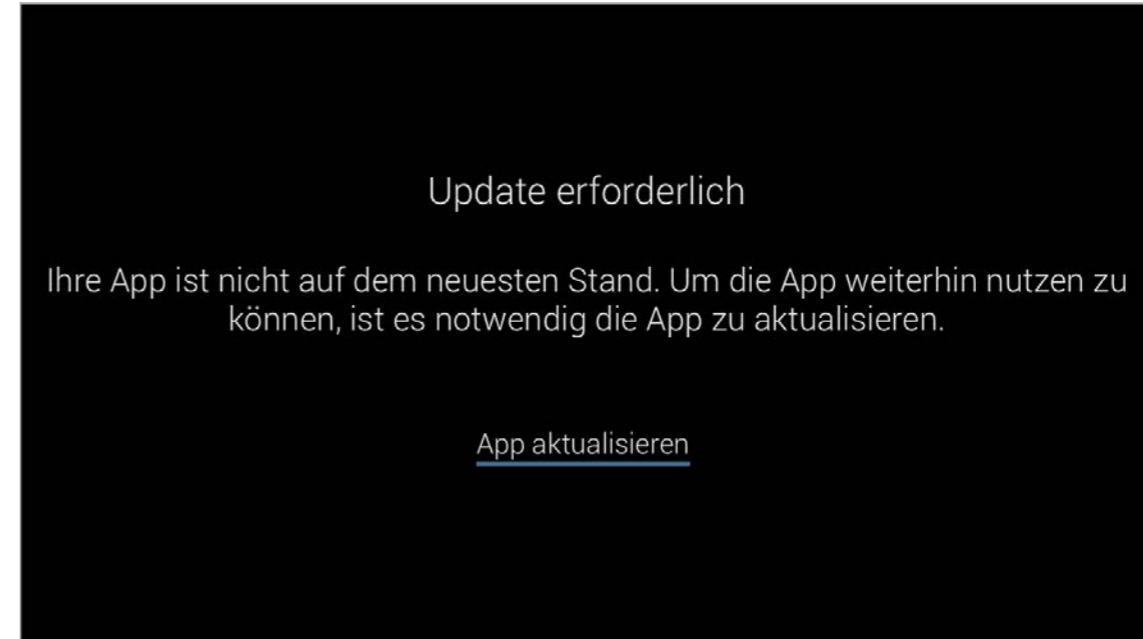 Update erforderlich
Ihre App ist nicht auf dem neuesten Stand. Um die App weiterhin nutzen zu
können, ist es notwendig die App zu aktualisieren.
App aktualisieren